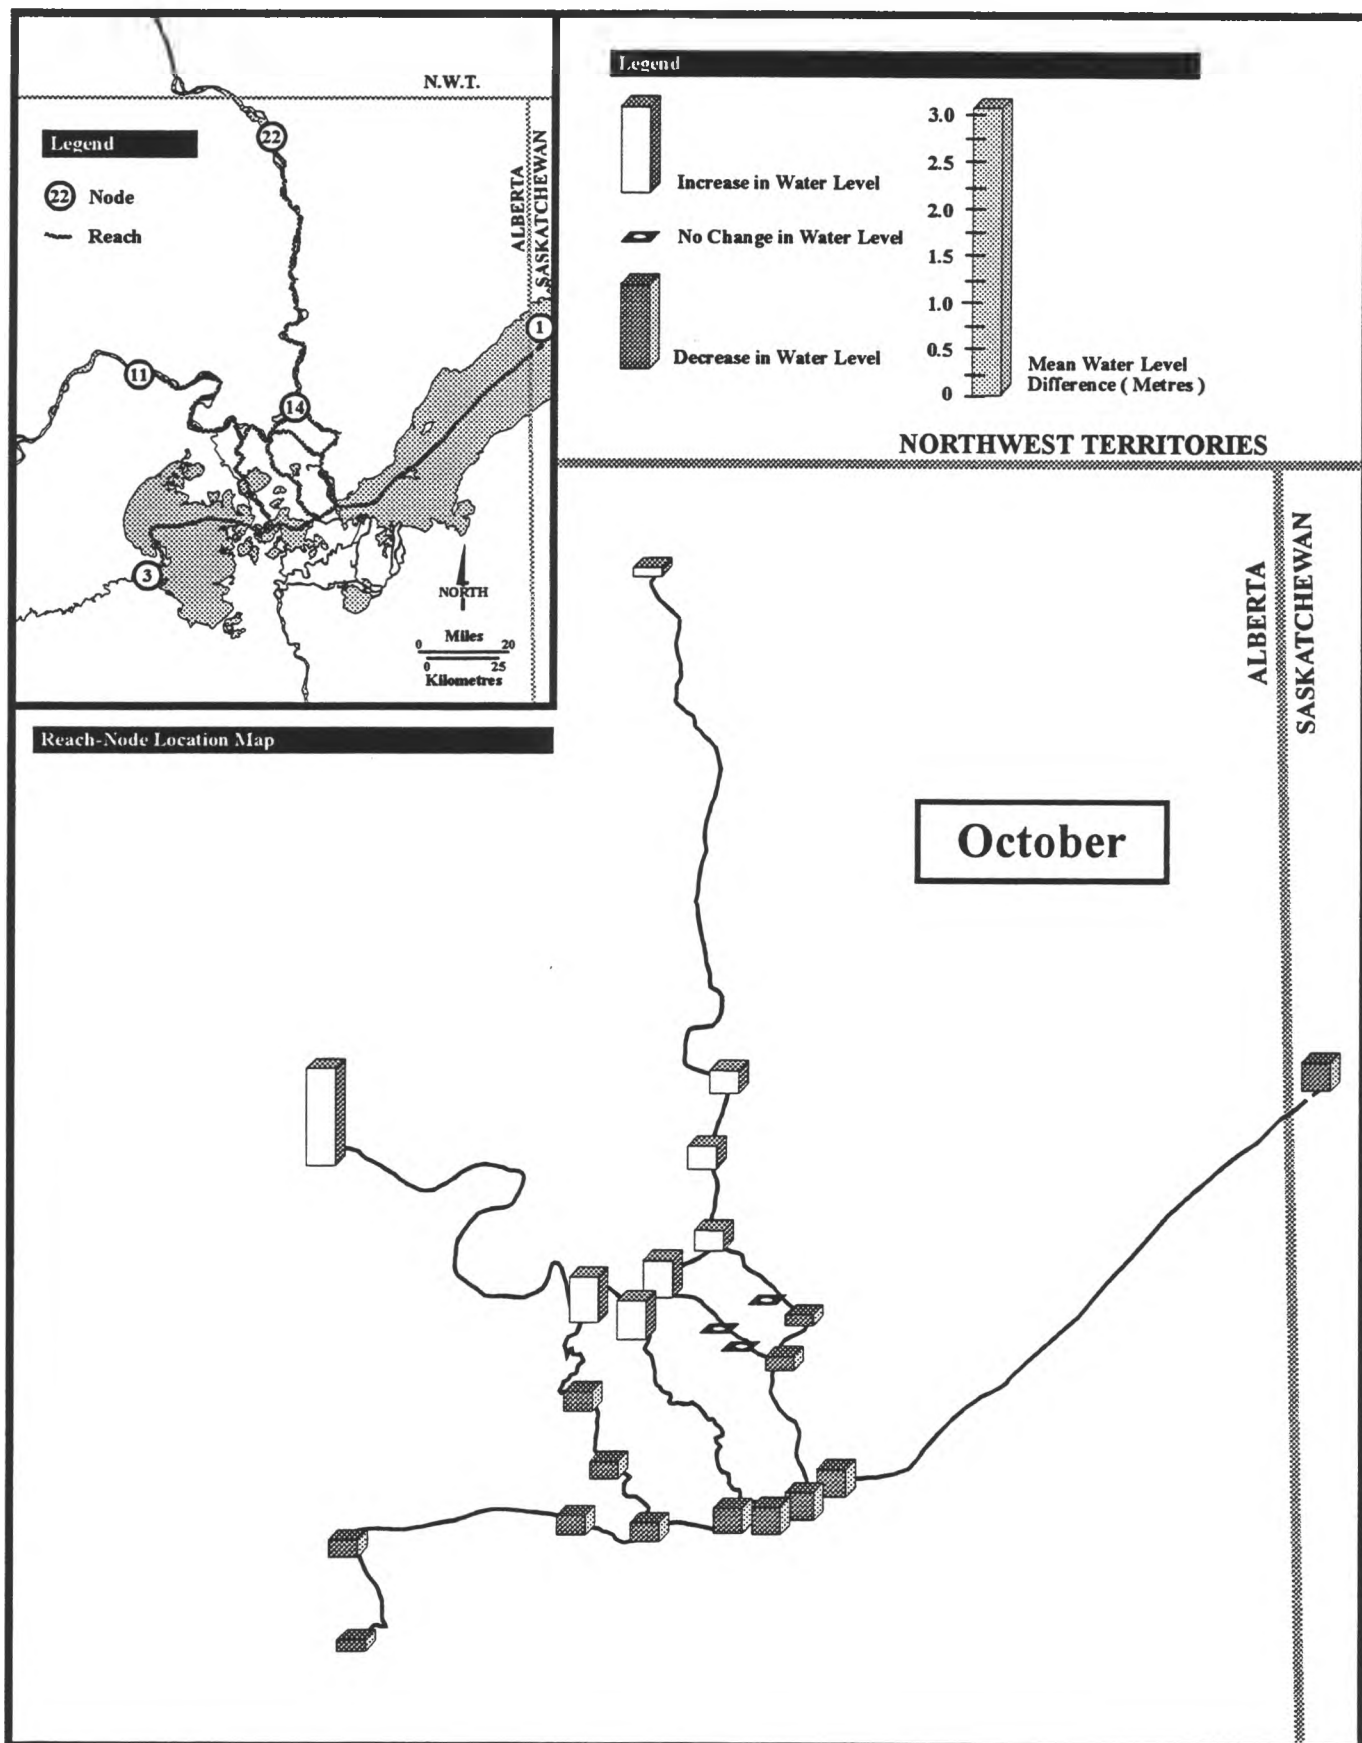 N.W.T.
Legend
22
22 Node
Reach
ALBERTA
SASKATCHEWAN
1
11
14
3
NORTH
Miles
0 20
0 25
Kilometres
Reach-Node Location Map
Legend
Increase in Water Level
No Change in Water Level
Decrease in Water Level
3.0
2.5
2.0
1.5
1.0
0.5
0
Mean Water Level
Difference ( Metres )
NORTHWEST TERRITORIES
ALBERTA
SASKATCHEWAN
October